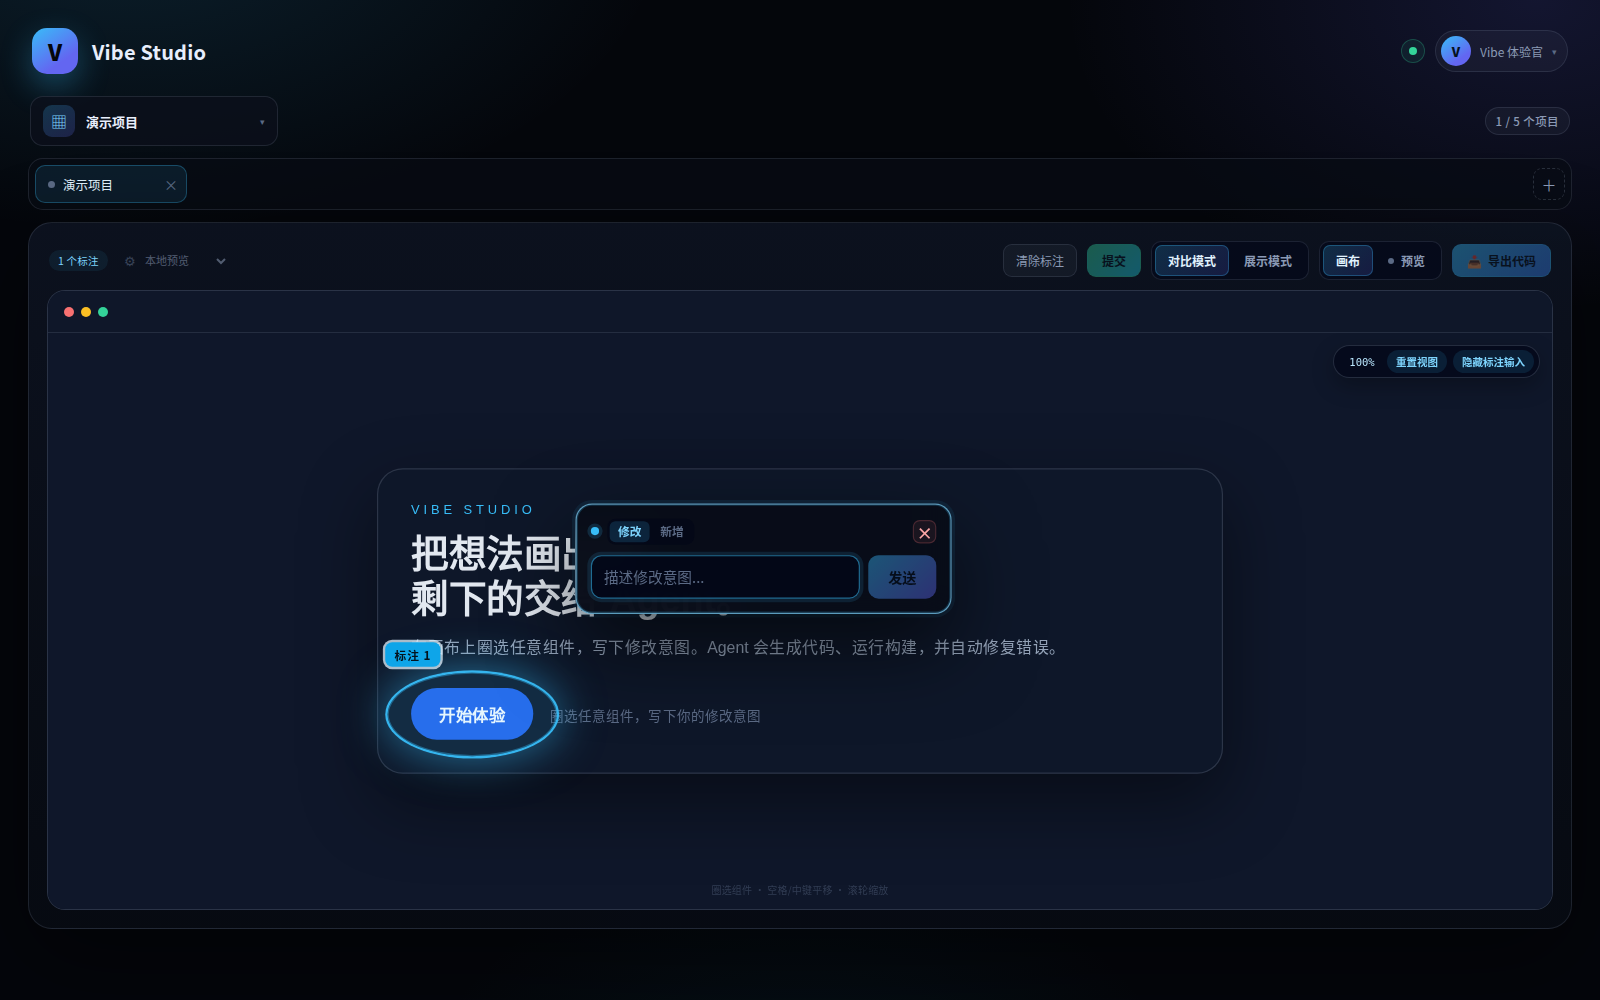 V
Vibe Studio
V
Vibe 体验官
演示项目
1 / 5 个项目
演示项目
1 个标注
本地预览
清除标注
提交
对比模式
展示模式
画布
预览
导出代码
100%
重置视图
隐藏标注输入
VIBE STUDIO
修改
新增
描述修改意图...
发送
把想法画出
剩下的交给
布上圈选任意组件，写下修改意图。Agent 会生成代码、运行构建，并自动修复错误。
标注 1
开始体验
圈选任意组件，写下你的修改意图
圈选组件 · 空格/中键平移 · 滚轮缩放